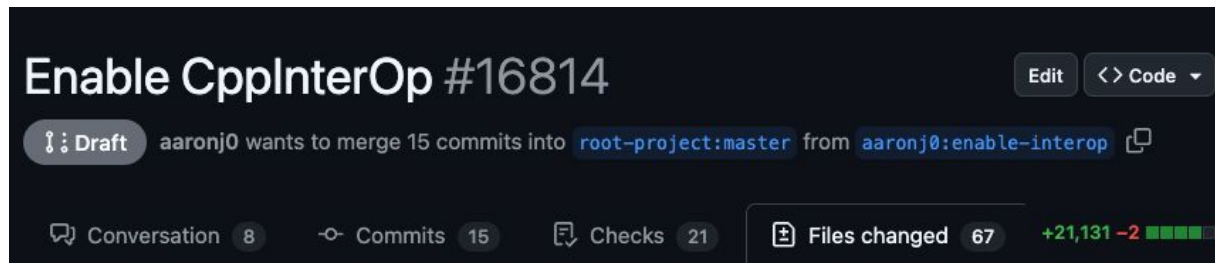 Enable CppInterOp #16814
Edit
<> Code
Draft
aaronj0 wants to merge 15 commits into root-project:master from aaronj0:enable-interop
Conversation 8
Commits 15
Checks 21
Files changed 67
+21,131 −2